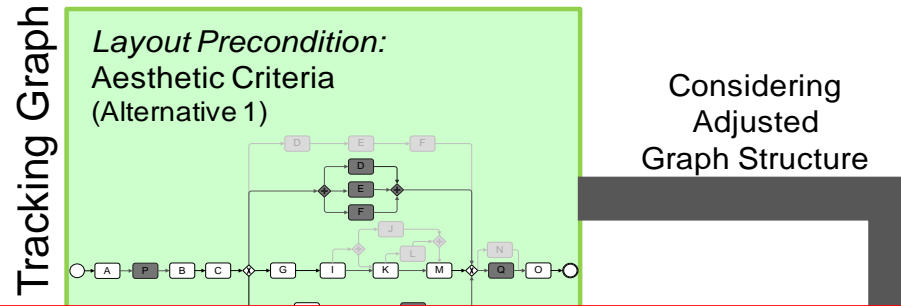 Tracking Graph
Layout Precondition:
Aesthetic Criteria
(Alternative 1)
Considering
Adjusted
Graph Structure
D E F
D
E
F
J
L
N
A P B C X G I K M X Q O